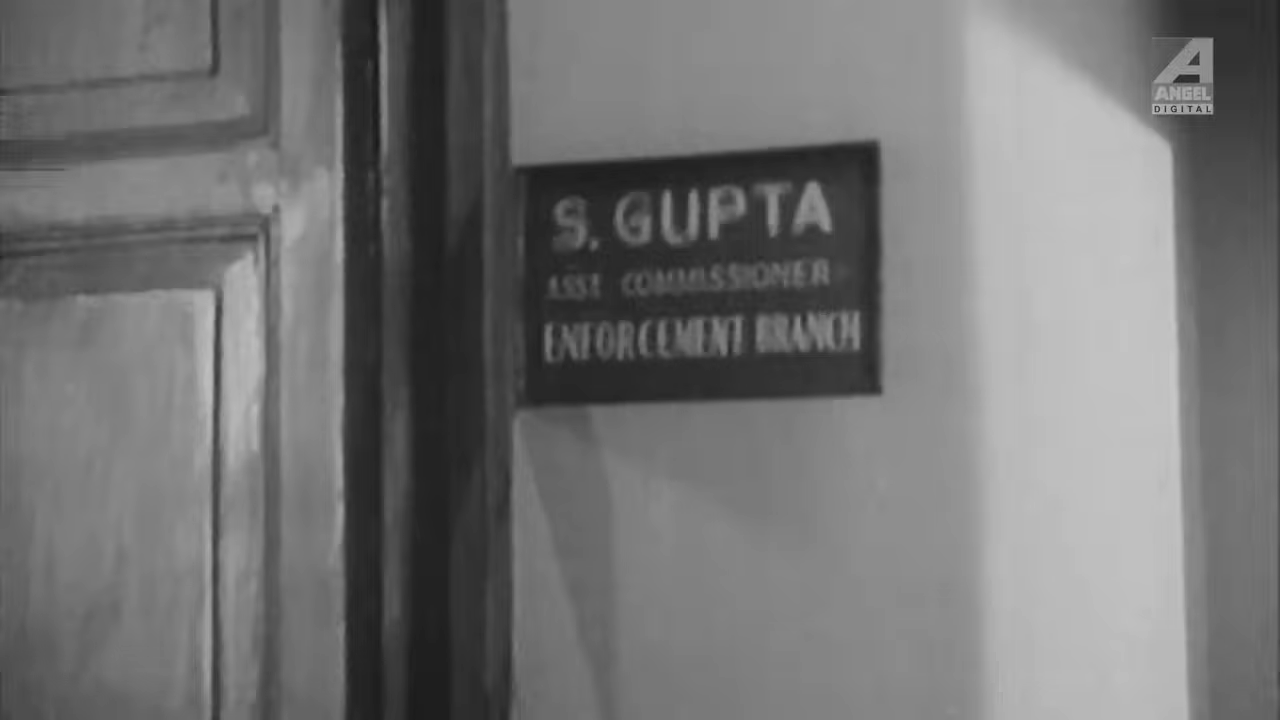 A
ANGEL
DIGITAL
S. GUPTA
ASST COMMISSIONER
ENFORCEMENT BRANCH